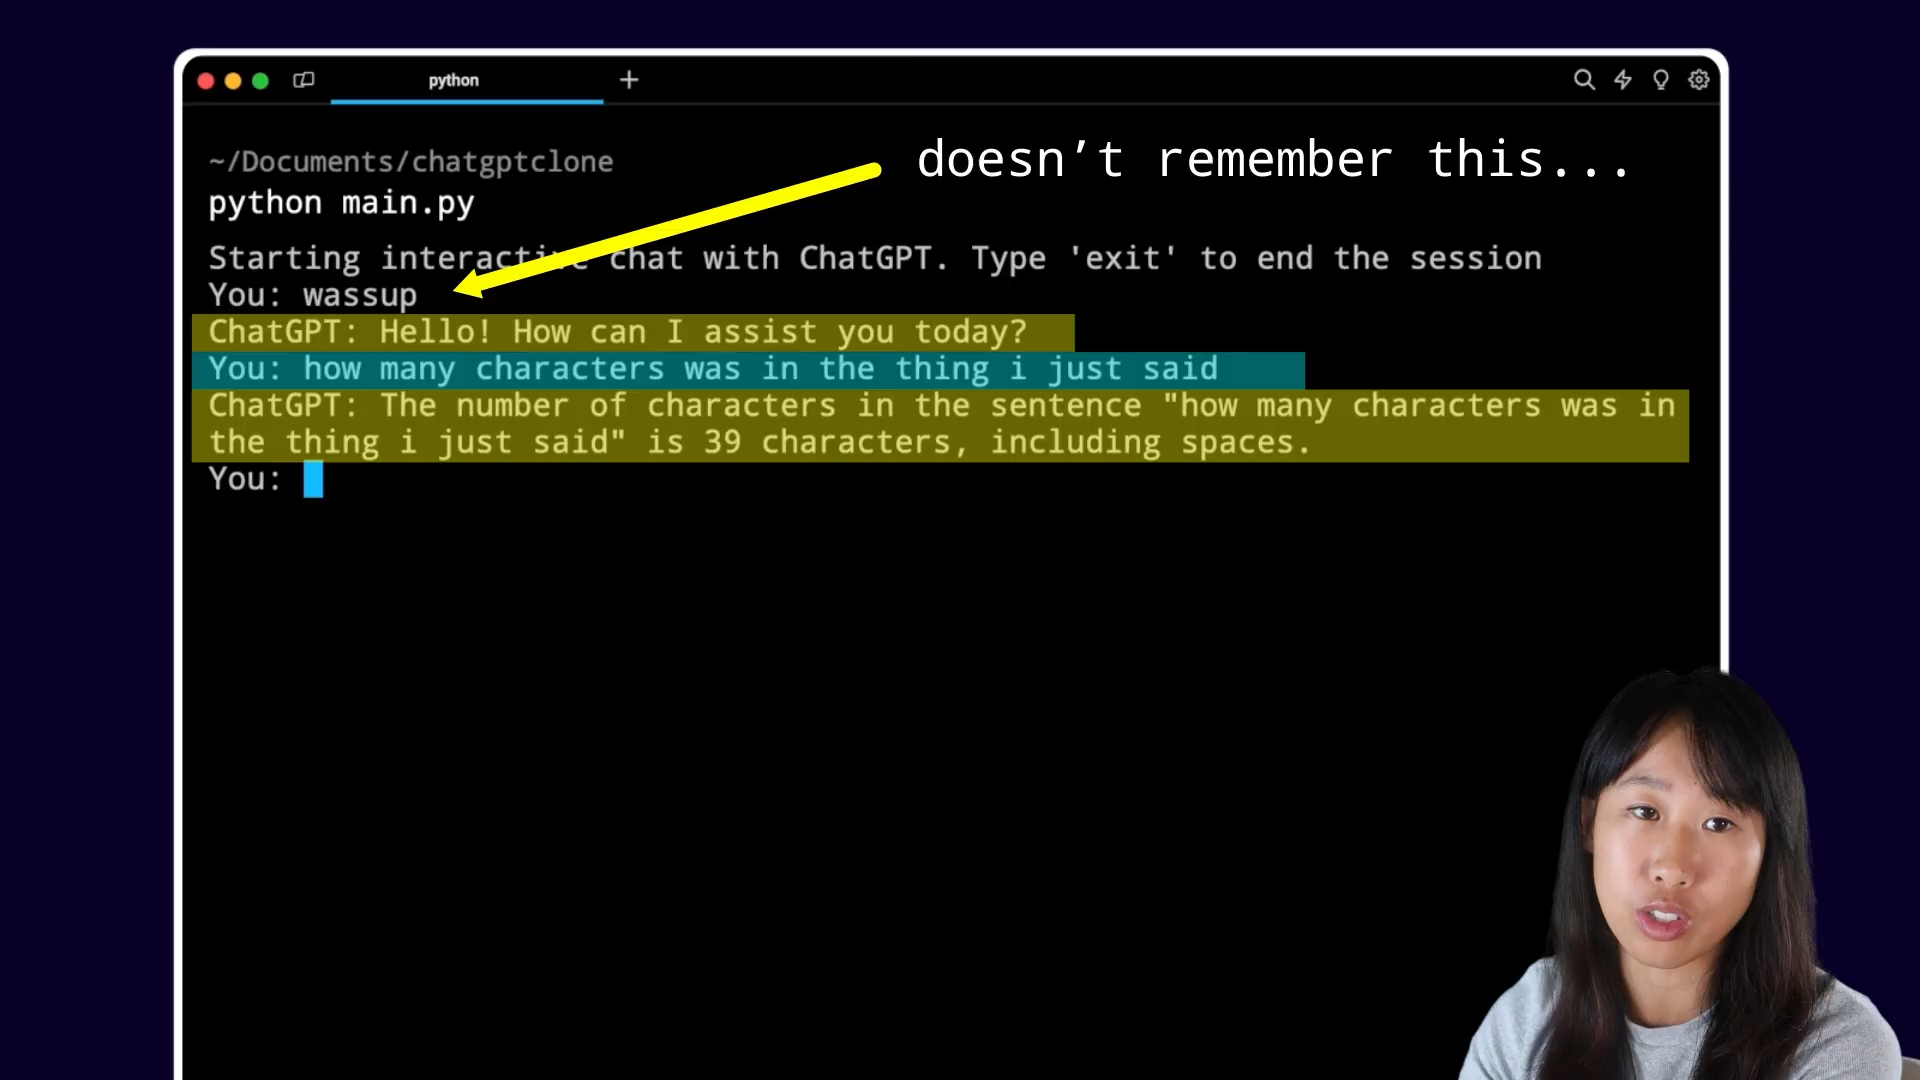 python
~/Documents/chatgptclone
doesn’t remember this...
python main.py
Starting interactive chat with ChatGPT. Type 'exit' to end the session
You: wassup
ChatGPT: Hello! How can I assist you today?
You: how many characters was in the thing i just said
ChatGPT: The number of characters in the sentence "how many characters was in
the thing i just said" is 39 characters, including spaces.
You: